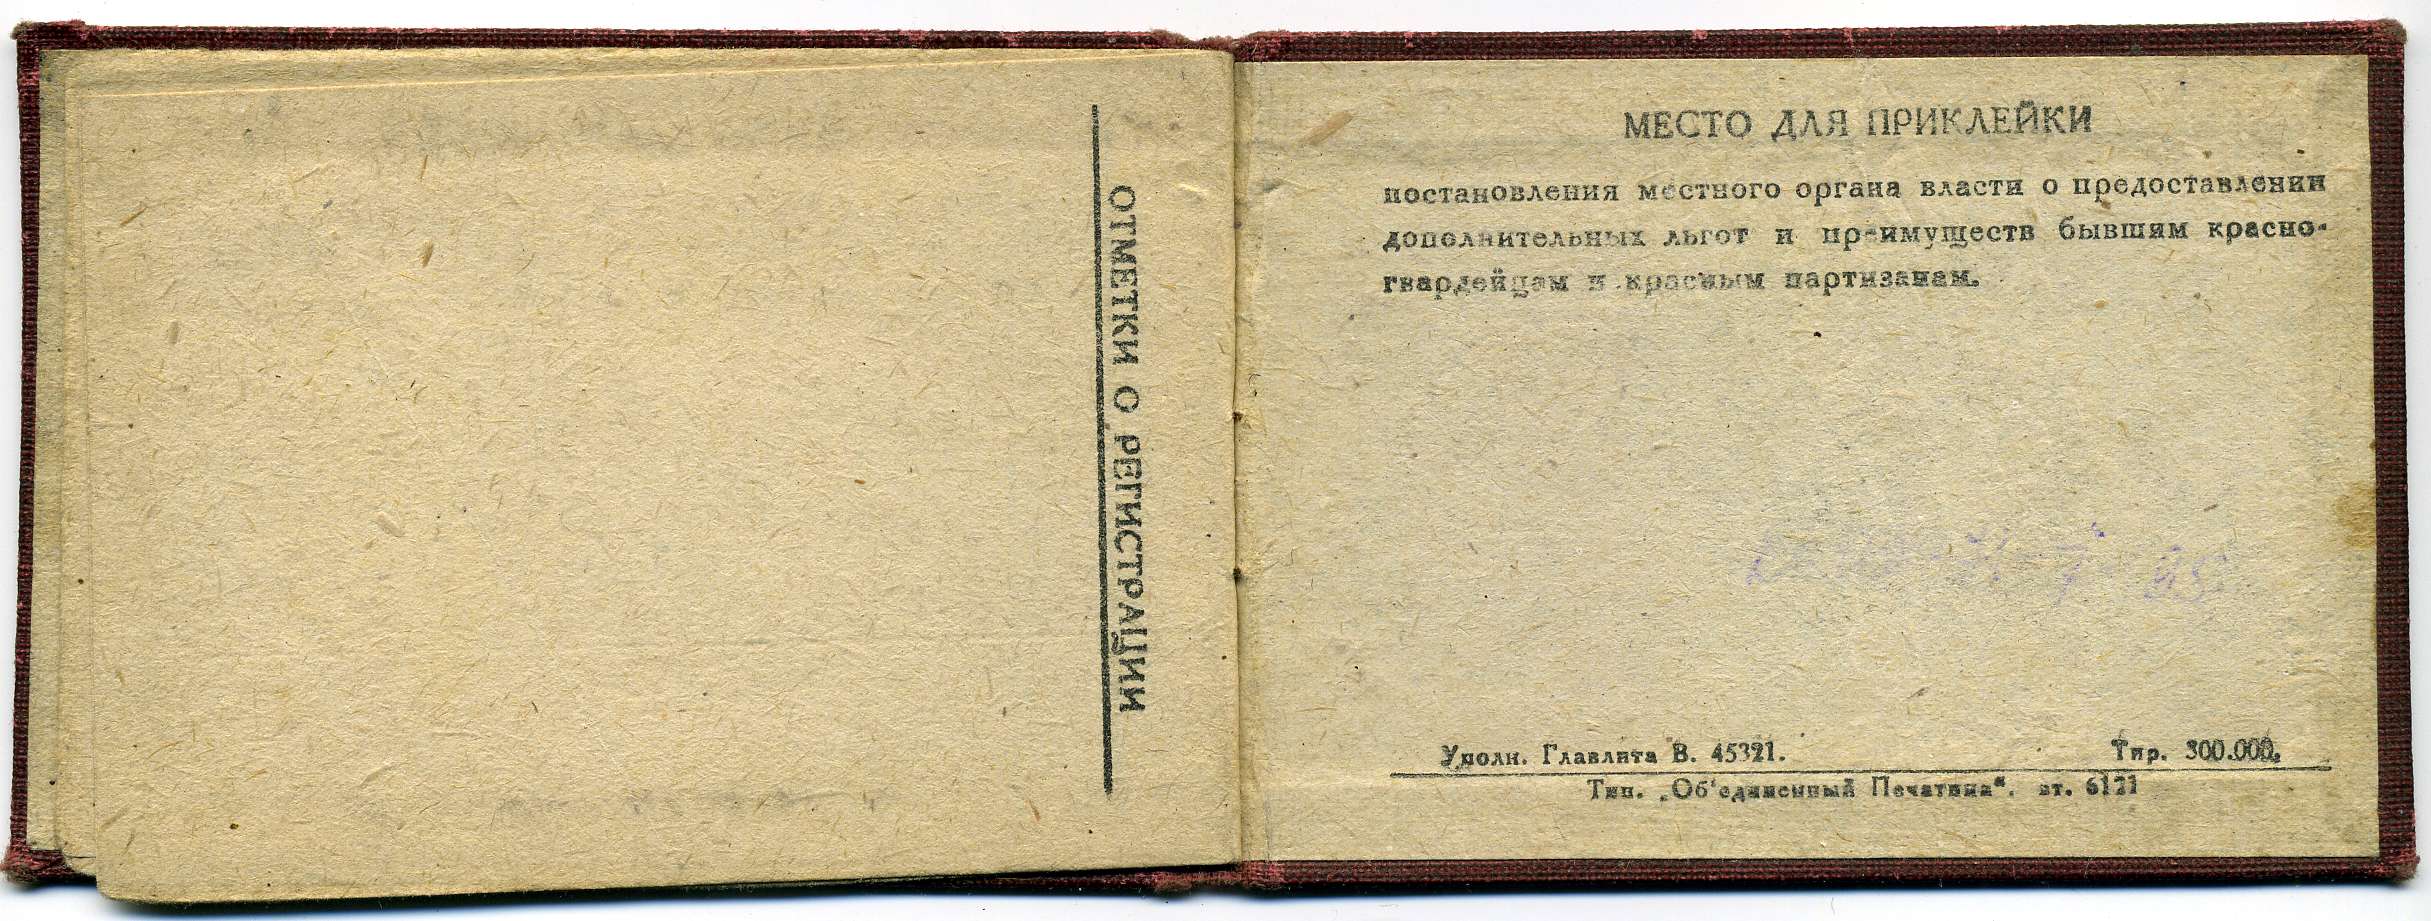 ОТМЕТКИ О РЕГИСТРАЦИИ
МЕСТО ДЛЯ ПРИКЛЕЙКИ
постановления местного органа власти о предоставлении
дополнительных льгот и преимуществ бывшим красно-
гвардейцам и красным партизанам.
Уполн. Главлита В. 45321. Тир. 300.000.
Тип. „Об'единенный Печатник“. зт. 6121